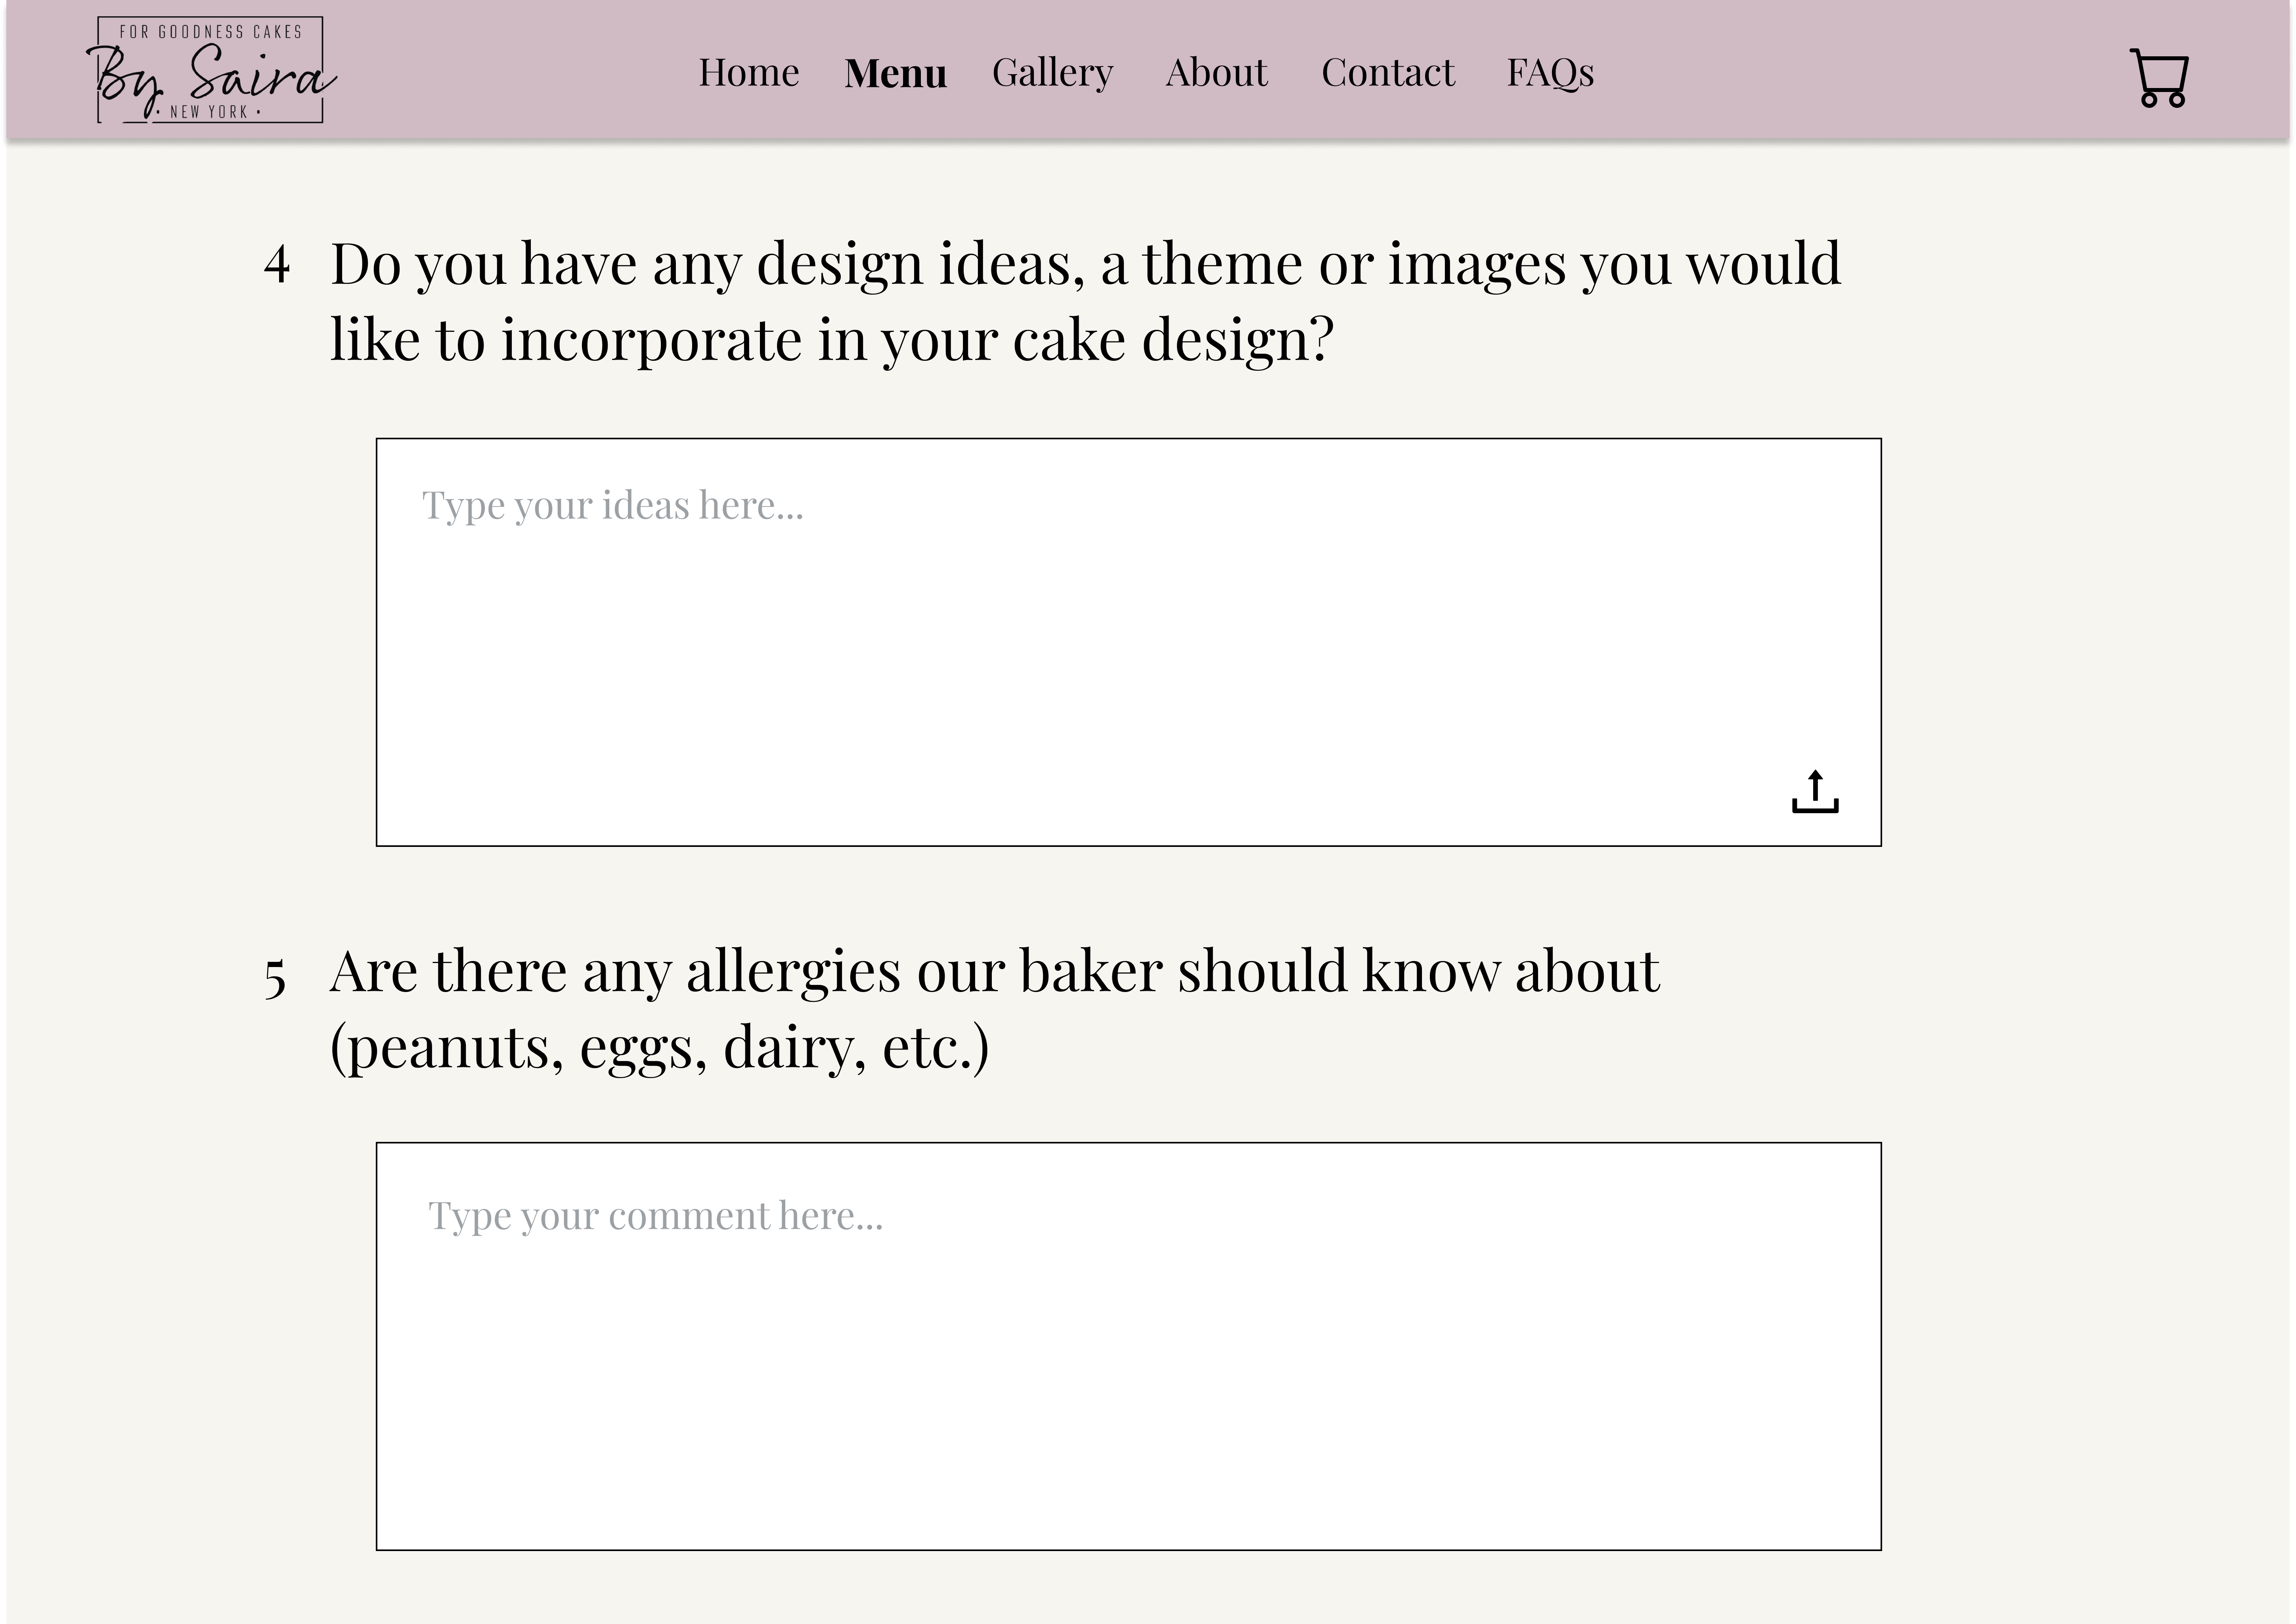 FOR GOODNESS CAKES
By Saira
• NEW YORK •
Home Menu Gallery About Contact FAQs
4 Do you have any design ideas, a theme or images you would
like to incorporate in your cake design?
Type your ideas here...
5 Are there any allergies our baker should know about
(peanuts, eggs, dairy, etc.)
Type your comment here...